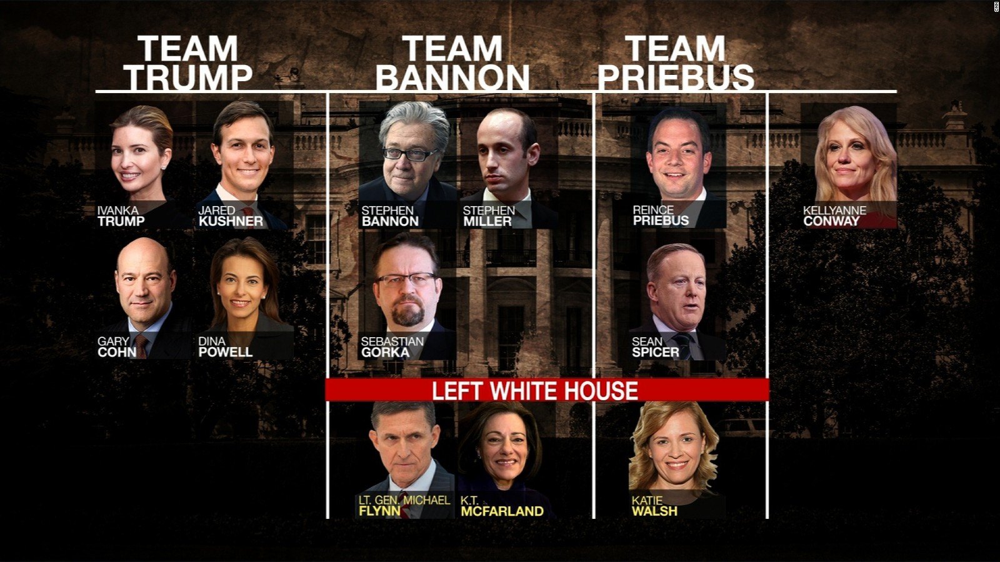 TEAM
TRUMP
TEAM
BANNON
TEAM
PRIEBUS
IVANKA
TRUMP
JARED
KUSHNER
STEPHEN
BANNON
STEPHEN
MILLER
REINCE
PRIEBUS
KELLYANNE
CONWAY
GARY
COHN
DINA
POWELL
SEBASTIAN
GORKA
SEAN
SPICER
LEFT WHITE HOUSE
LT. GEN. MICHAEL
FLYNN
K.T.
MCFARLAND
KATIE
WALSH
CNN